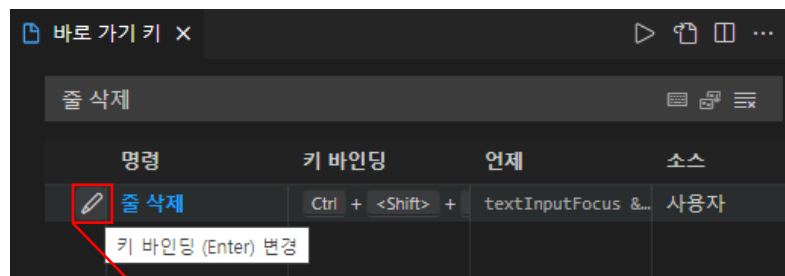 바로 가기 키
줄 삭제
명령 키 바인딩 언제 소스
줄 삭제 Ctrl + <Shift> + textInputFocus &… 사용자
키 바인딩 (Enter) 변경